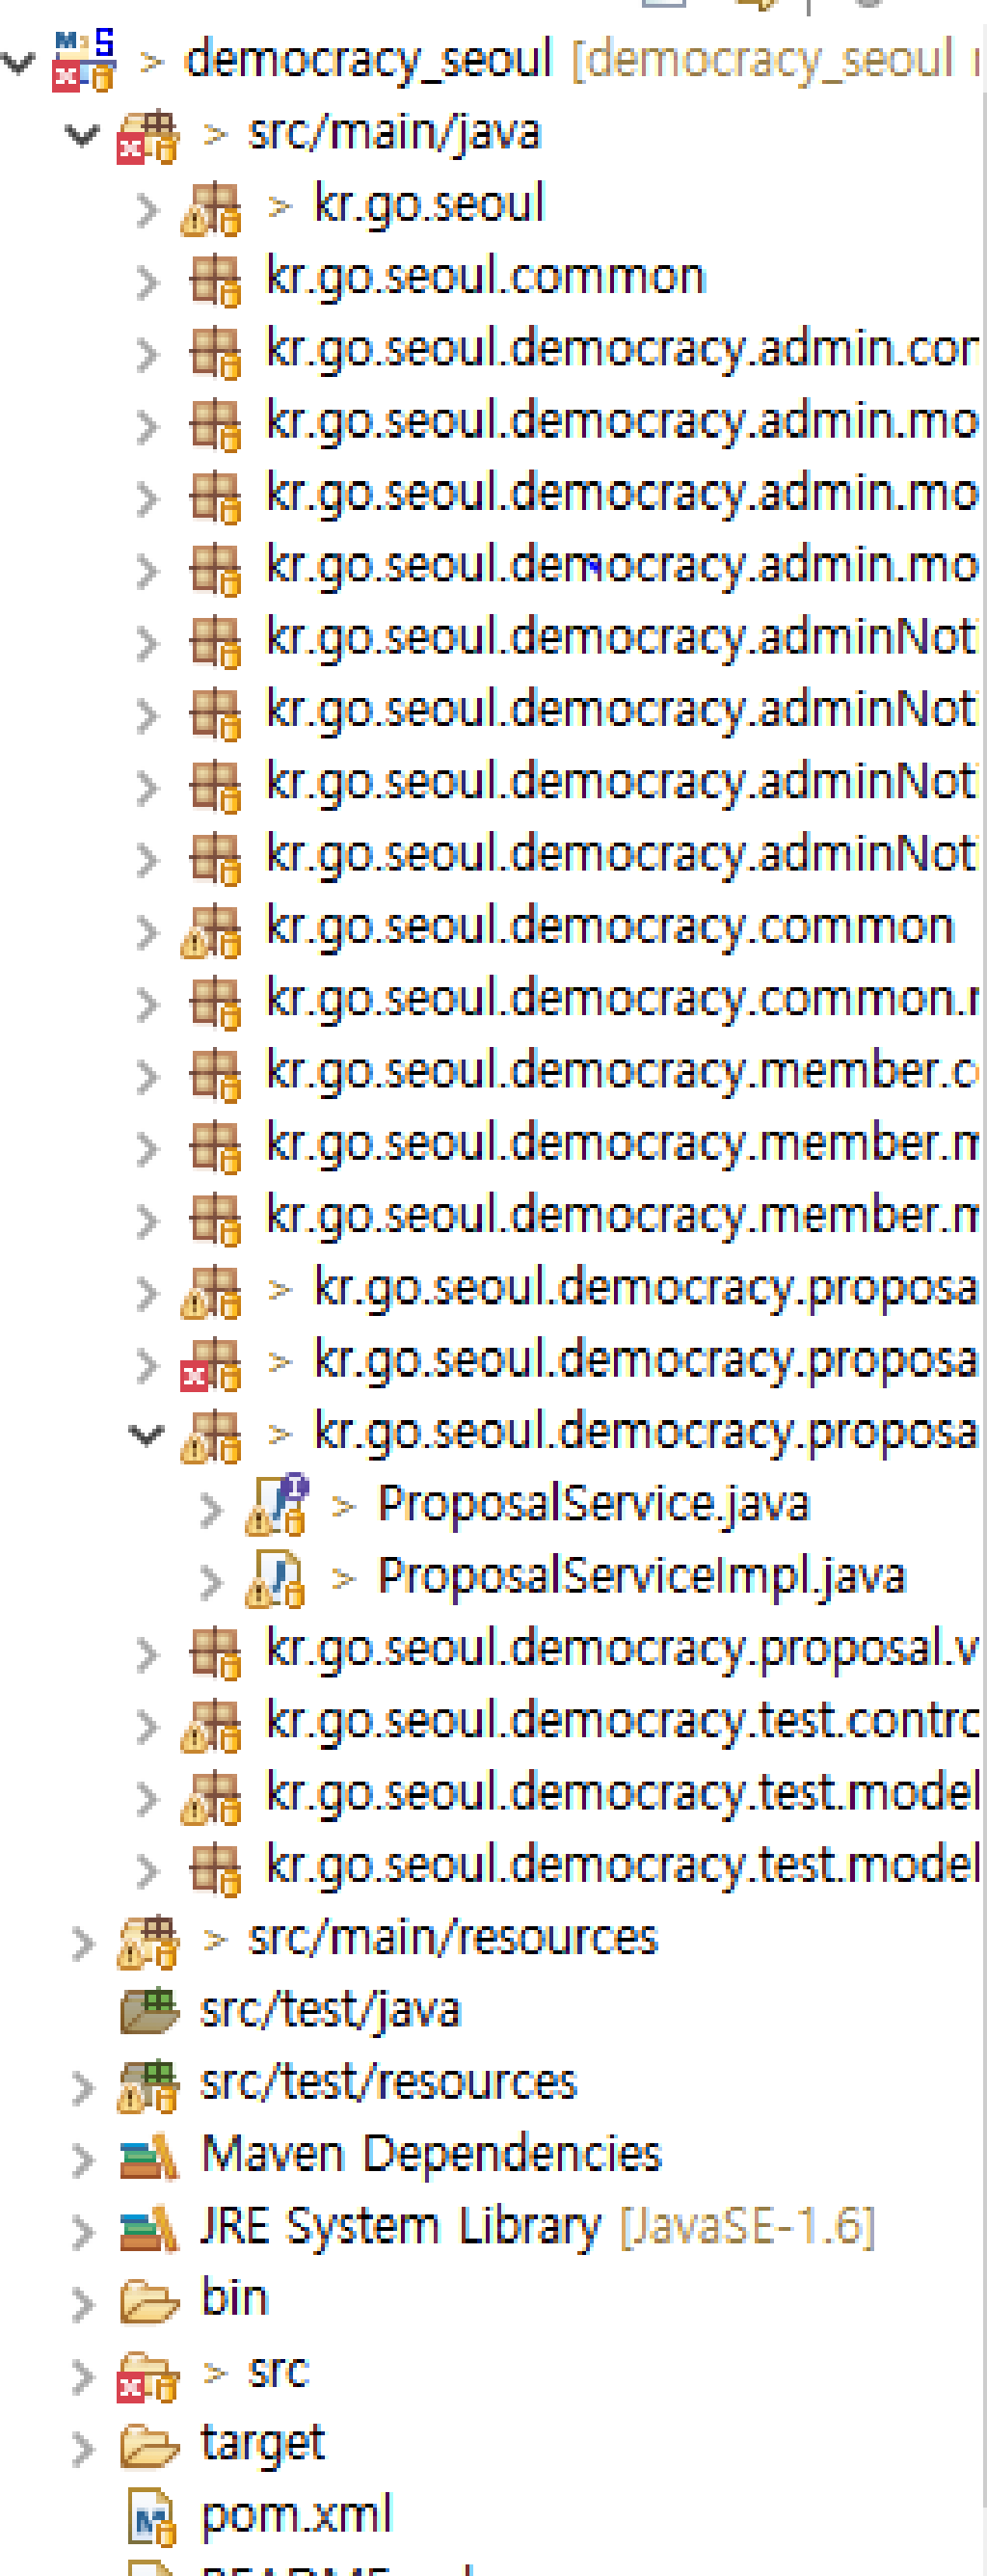 > democracy_seoul [democracy_seoul
> src/main/java
> kr.go.seoul
kr.go.seoul.common
kr.go.seoul.democracy.admin.cor
kr.go.seoul.democracy.admin.mo
kr.go.seoul.democracy.admin.mo
kr.go.seoul.democracy.admin.mo
kr.go.seoul.democracy.adminNoti
kr.go.seoul.democracy.adminNoti
kr.go.seoul.democracy.adminNoti
kr.go.seoul.democracy.adminNoti
kr.go.seoul.democracy.common
kr.go.seoul.democracy.common.r
kr.go.seoul.democracy.member.c
kr.go.seoul.democracy.member.m
kr.go.seoul.democracy.member.m
> kr.go.seoul.democracy.proposa
> kr.go.seoul.democracy.proposa
> kr.go.seoul.democracy.proposa
> ProposalService.java
> ProposalServiceImpl.java
kr.go.seoul.democracy.proposal.v
kr.go.seoul.democracy.test.contrc
kr.go.seoul.democracy.test.model
kr.go.seoul.democracy.test.model
> src/main/resources
src/test/java
src/test/resources
Maven Dependencies
JRE System Library [JavaSE-1.6]
bin
> src
target
pom.xml